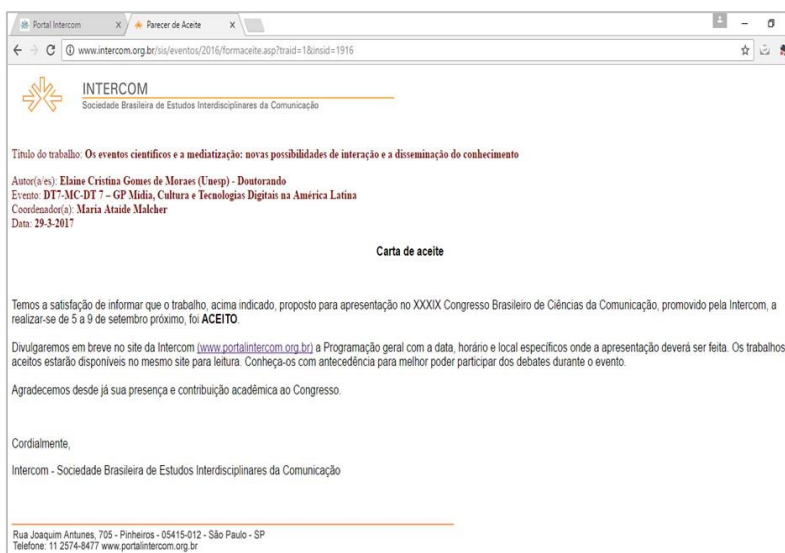 Portal Intercom
Parecer de Aceite
www.intercom.org.br/sis/eventos/2016/formaceite.asp?traid=1&insid=1916
INTERCOM
Sociedade Brasileira de Estudos Interdisciplinares da Comunicação
Título do trabalho: Os eventos científicos e a mediatização: novas possibilidades de interação e a disseminação do conhecimento
Autor(a/es): Elaine Cristina Gomes de Moraes (Unesp) - Doutorando
Evento: DT7-MC-DT 7 – GP Mídia, Cultura e Tecnologias Digitais na América Latina
Coordenador(a): Maria Ataide Malcher
Data: 29-3-2017
Carta de aceite
Temos a satisfação de informar que o trabalho, acima indicado, proposto para apresentação no XXXIX Congresso Brasileiro de Ciências da Comunicação, promovido pela Intercom, a
realizar-se de 5 a 9 de setembro próximo, foi ACEITO.
Divulgaremos em breve no site da Intercom (www.portalintercom.org.br) a Programação geral com a data, horário e local específicos onde a apresentação deverá ser feita. Os trabalhos
aceitos estarão disponíveis no mesmo site para leitura. Conheça-os com antecedência para melhor poder participar dos debates durante o evento.
Agradecemos desde já sua presença e contribuição acadêmica ao Congresso.
Cordialmente,
Intercom - Sociedade Brasileira de Estudos Interdisciplinares da Comunicação
Rua Joaquim Antunes, 705 - Pinheiros - 05415-012 - São Paulo - SP
Telefone: 11 2574-8477 www.portalintercom.org.br